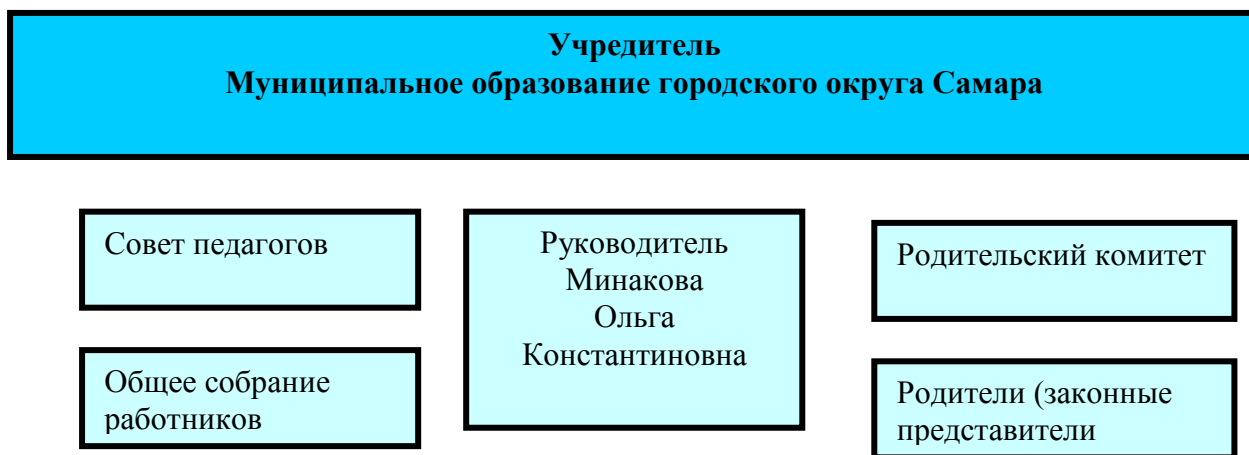 Учредитель
Муниципальное образование городского округа Самара
Совет педагогов
Общее собрание
работников
Руководитель
Минакова
Ольга
Константиновна
Родительский комитет
Родители (законные
представители